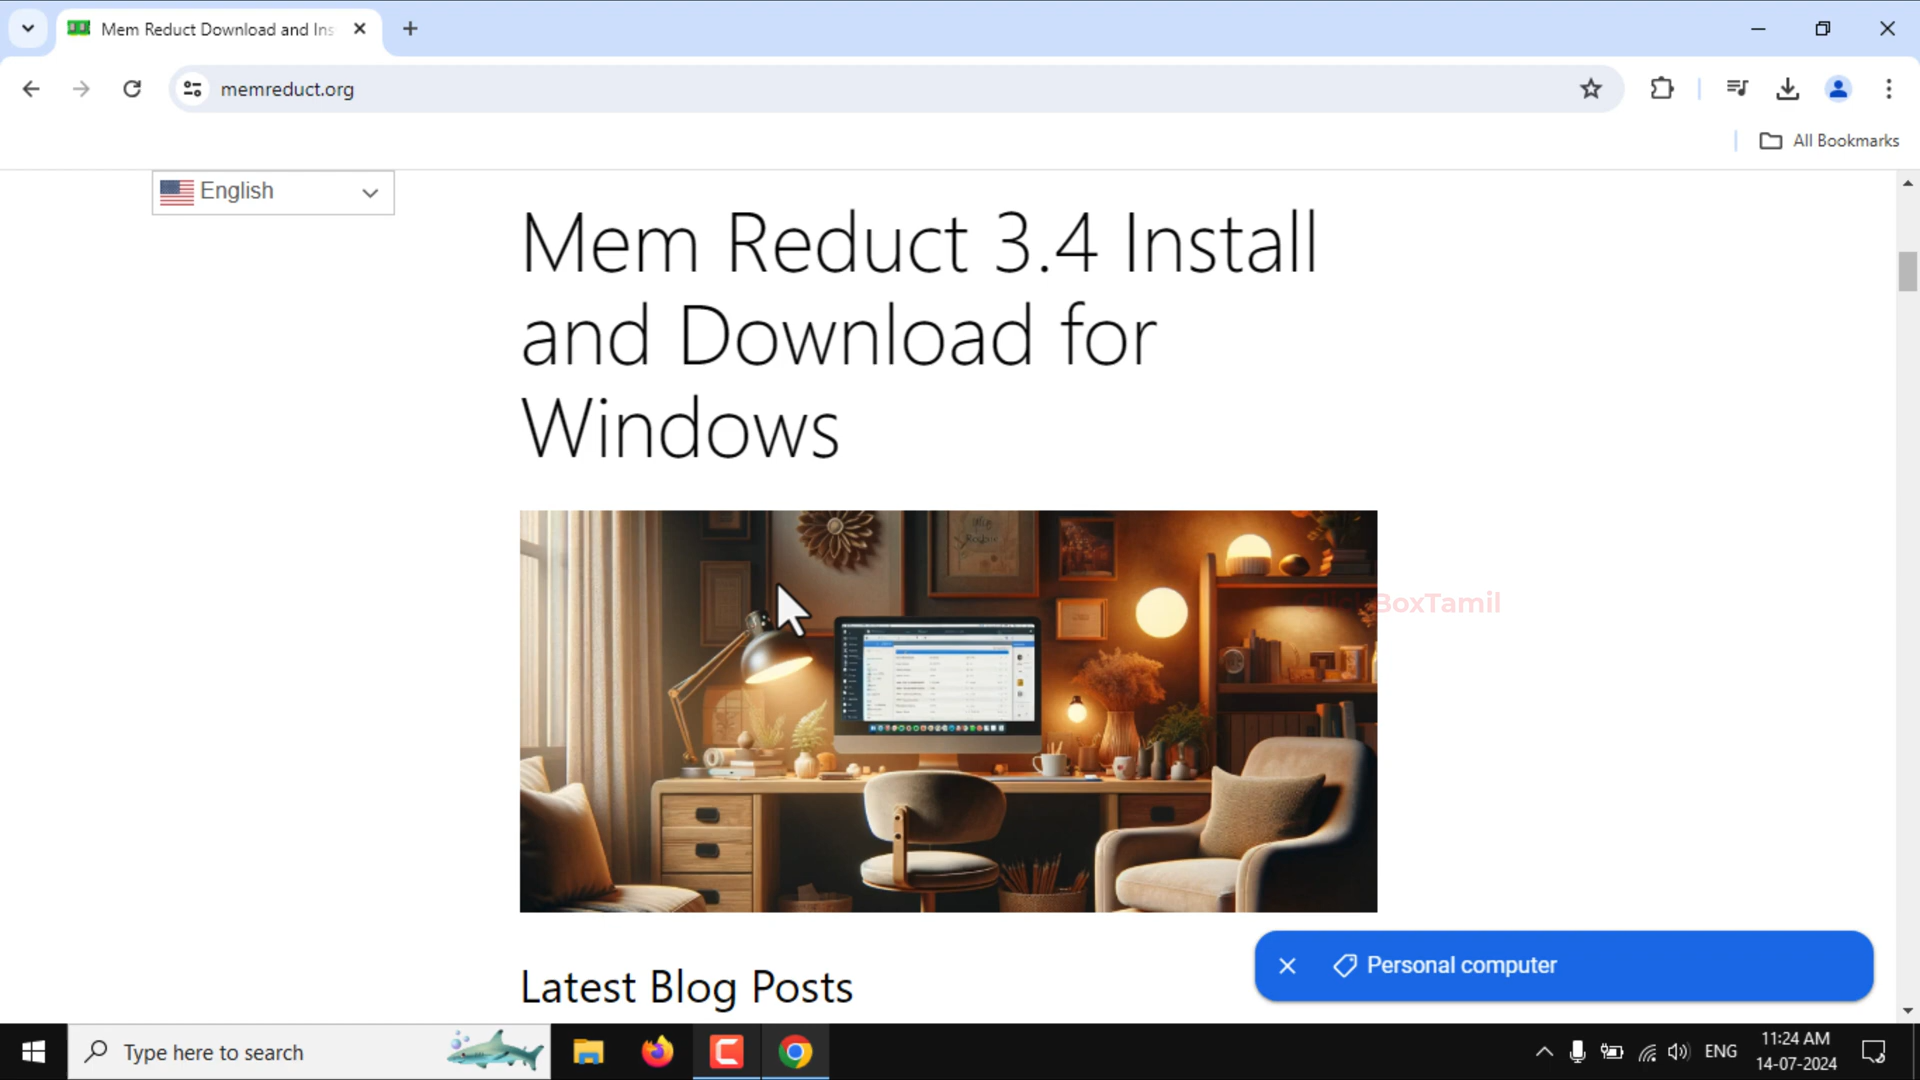 Mem Reduct Download and Ins
memreduct.org
All Bookmarks
English
Mem Reduct 3.4 Install
and Download for
Windows
BoxTamil
Latest Blog Posts
Personal computer
Type here to search
ENG
11:24 AM
14-07-2024